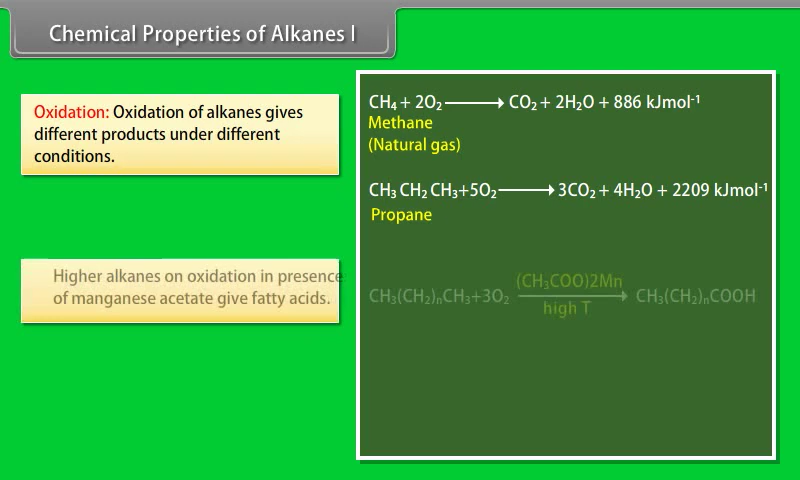 Chemical Properties of Alkanes I
Oxidation: Oxidation of alkanes gives
different products under different
conditions.
CH₄ + 2O₂ ⟶ CO₂ + 2H₂O + 886 kJmol⁻¹
Methane
(Natural gas)
CH₃ CH₂ CH₃+5O₂ ⟶ 3CO₂ + 4H₂O + 2209 kJmol⁻¹
Propane
Higher alkanes on oxidation in presence
of manganese acetate give fatty acids.
(CH₃COO)2Mn
CH₃(CH₂)ₙCH₃+3O₂ ⟶ CH₃(CH₂)ₙCOOH
high T